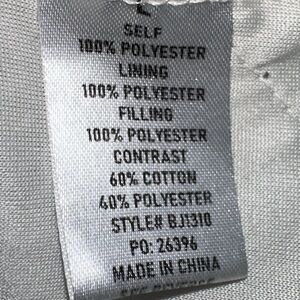 L
SELF
100% POLYESTER
LINING
100% POLYESTER
FILLING
100% POLYESTER
CONTRAST
60% COTTON
40% POLYESTER
STYLE# BJ1310
PO: 26396
MADE IN CHINA